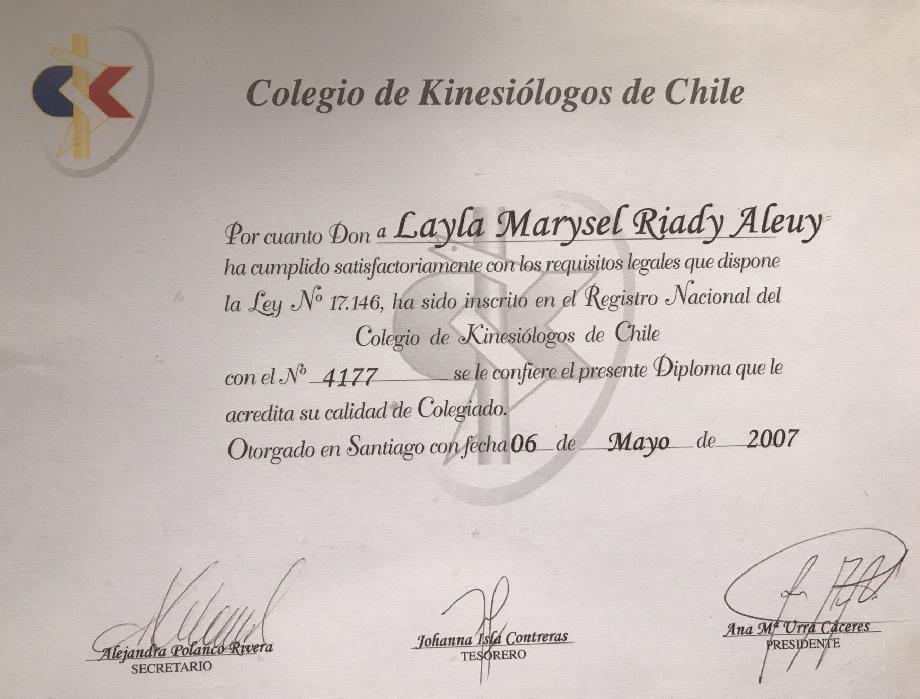 Colegio de Kinesiólogos de Chile
Por cuanto Don a Layla Marysel Riady Aleuy
ha cumplido satisfactoriamente con los requisitos legales que dispone
la Ley Nº 17.146, ha sido inscrito en el Registro Nacional del
Colegio de Kinesiólogos de Chile
con el Nº 4177 se le confiere el presente Diploma que le
acredita su calidad de Colegiado.
Otorgado en Santiago con fecha 06 de Mayo de 2007
Alejandra Polanco Rivera
SECRETARIO
Johanna Isla Contreras
TESORERO
Ana Mª Urra Cáceres
PRESIDENTE